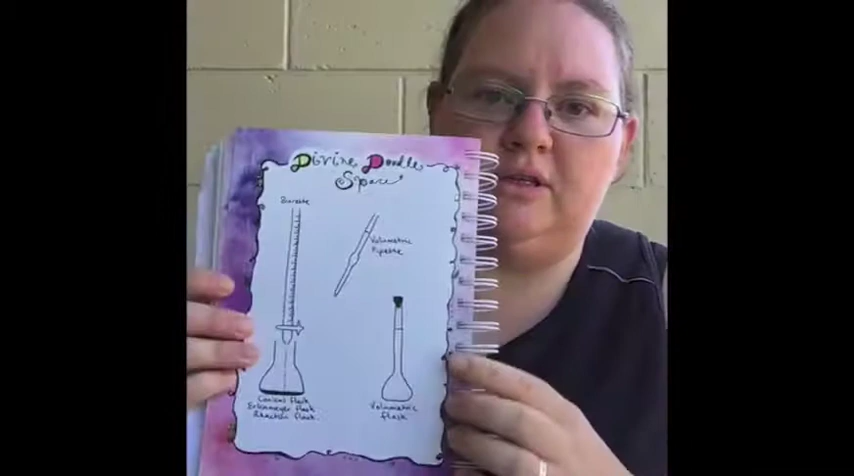 Divine Doodle
Space
Burette
Volumetric
Pipette
Conical flask
Erlenmeyer flask
Reaction flask
Volumetric
flask